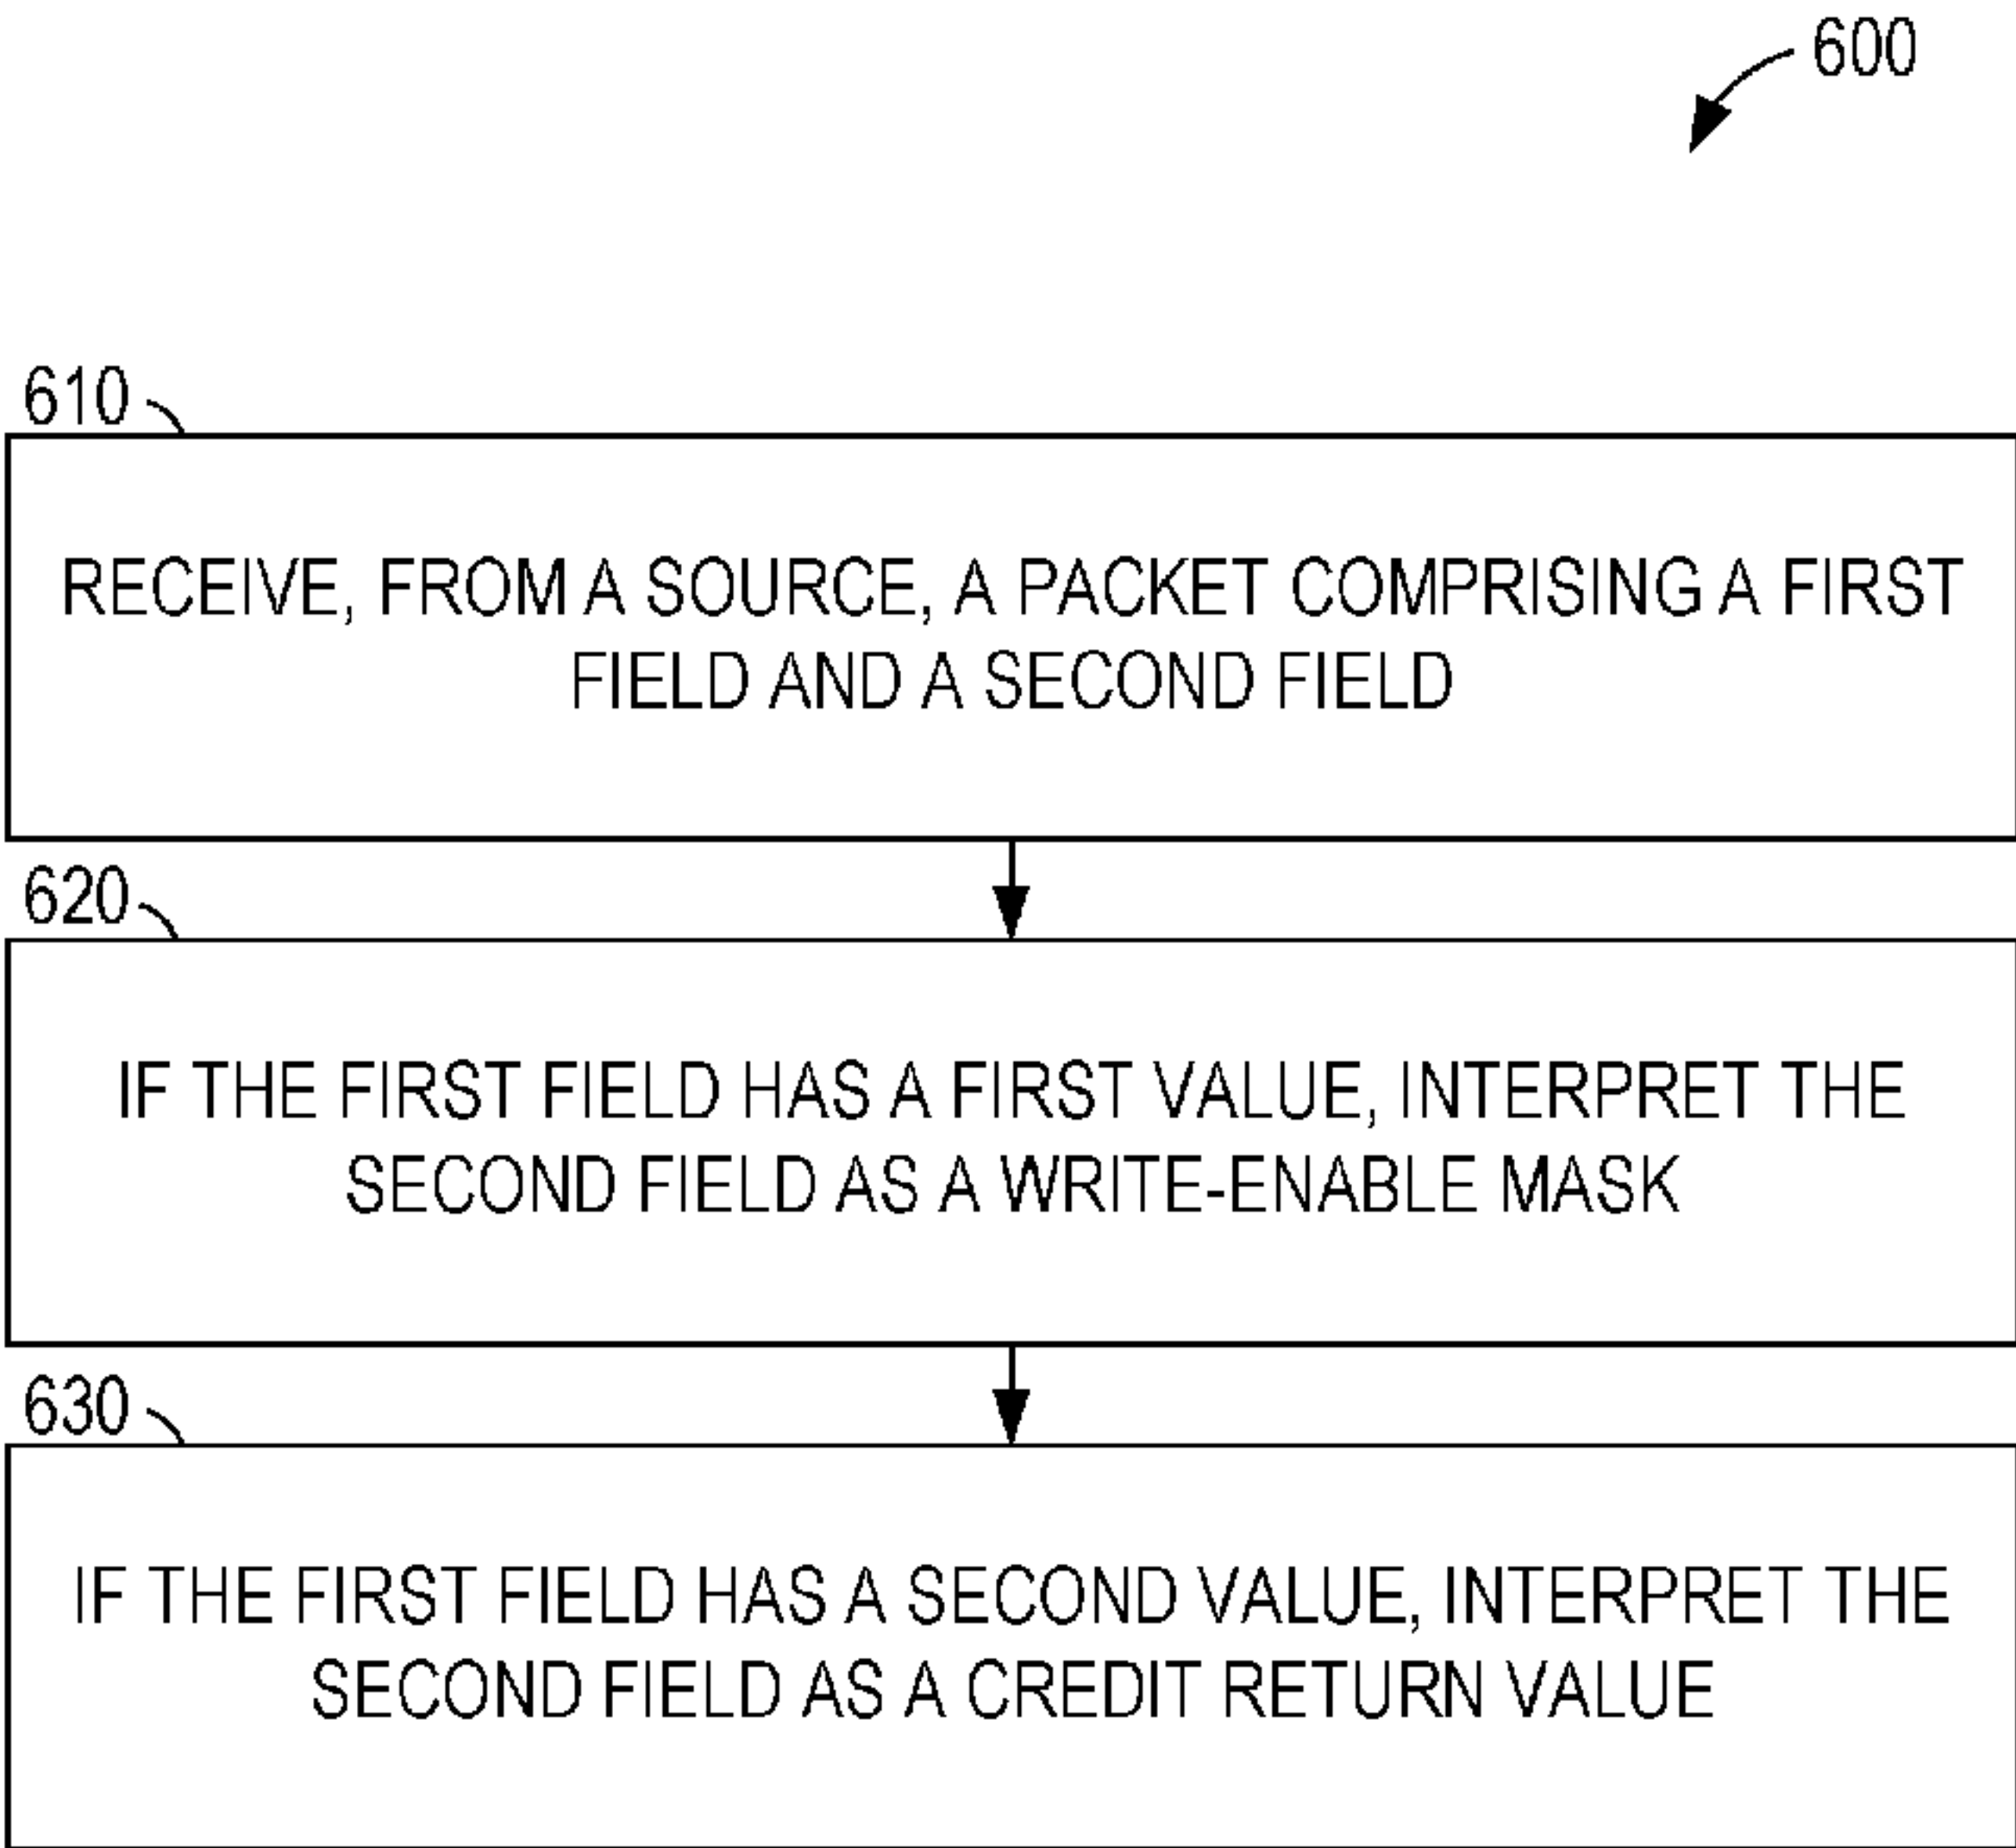 600
610
RECEIVE, FROM A SOURCE, A PACKET COMPRISING A FIRST
FIELD AND A SECOND FIELD
620
IF THE FIRST FIELD HAS A FIRST VALUE, INTERPRET THE
SECOND FIELD AS A WRITE-ENABLE MASK
630
IF THE FIRST FIELD HAS A SECOND VALUE, INTERPRET THE
SECOND FIELD AS A CREDIT RETURN VALUE